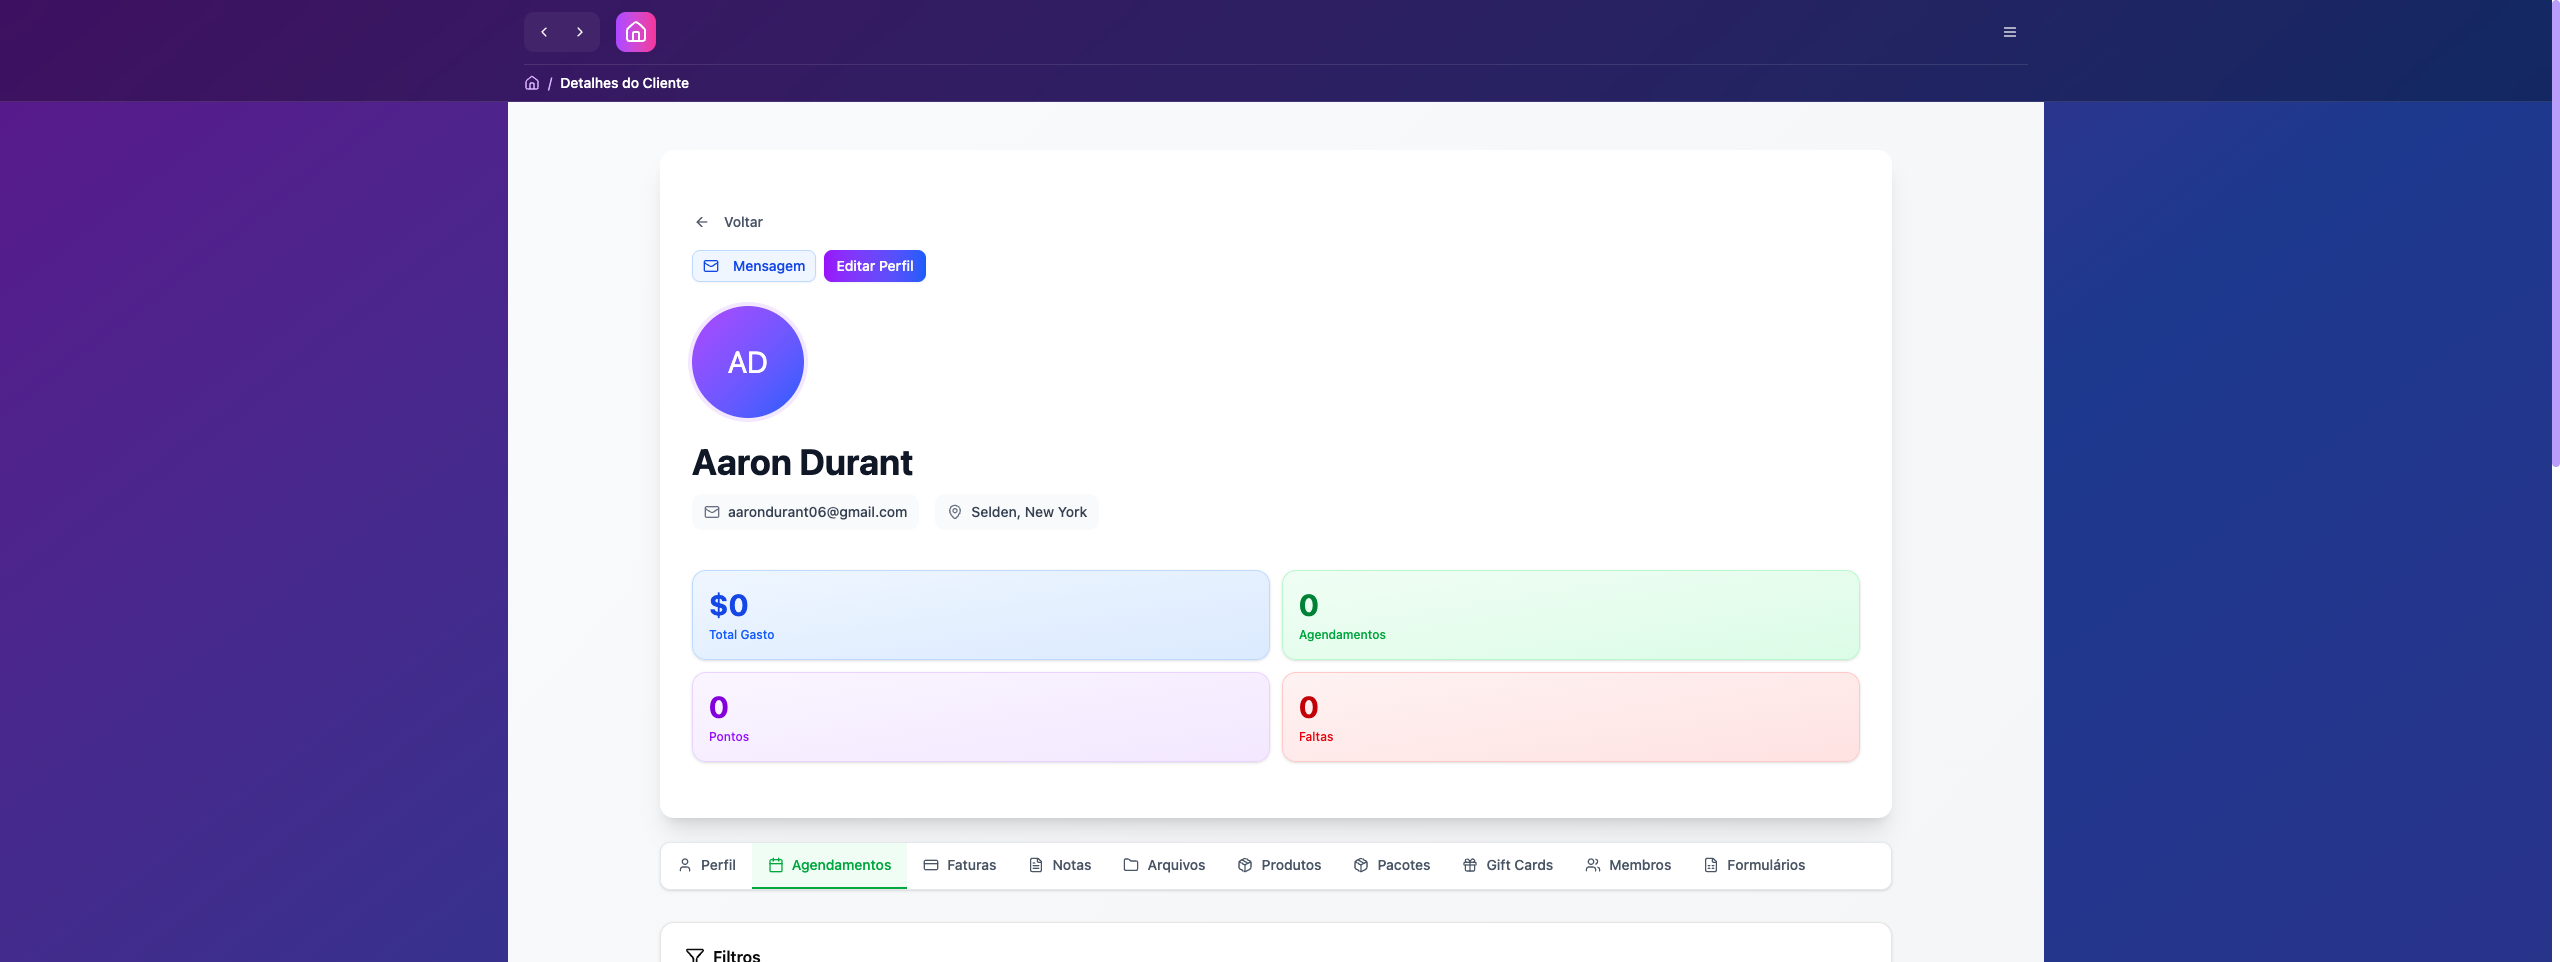 / Detalhes do Cliente
Voltar
Mensagem
Editar Perfil
AD
Aaron Durant
aarondurant06@gmail.com
Selden, New York
$0
Total Gasto
0
Agendamentos
0
Pontos
0
Faltas
Perfil
Agendamentos
Faturas
Notas
Arquivos
Produtos
Pacotes
Gift Cards
Membros
Formulários
Filtros